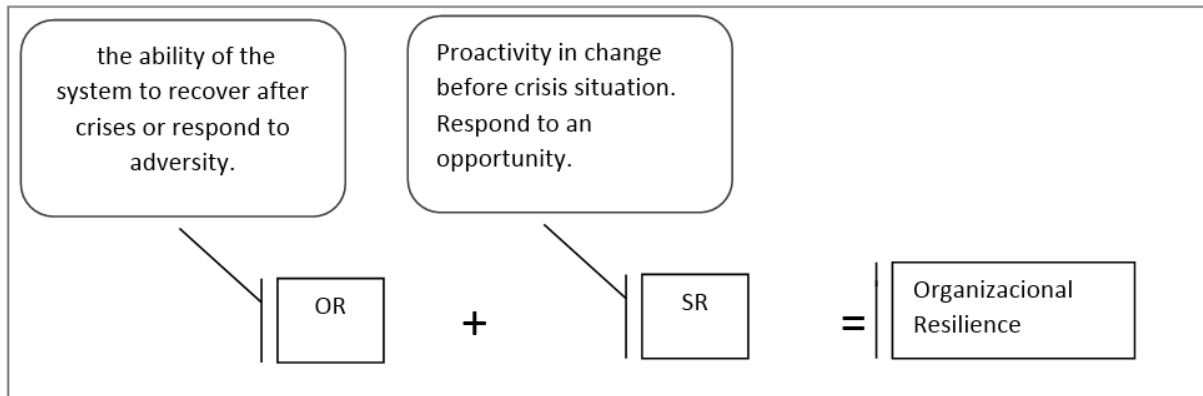 the ability of the
system to recover after
crises or respond to
adversity.
Proactivity in change
before crisis situation.
Respond to an
opportunity.
OR
+
SR
=
Organizacional
Resilience